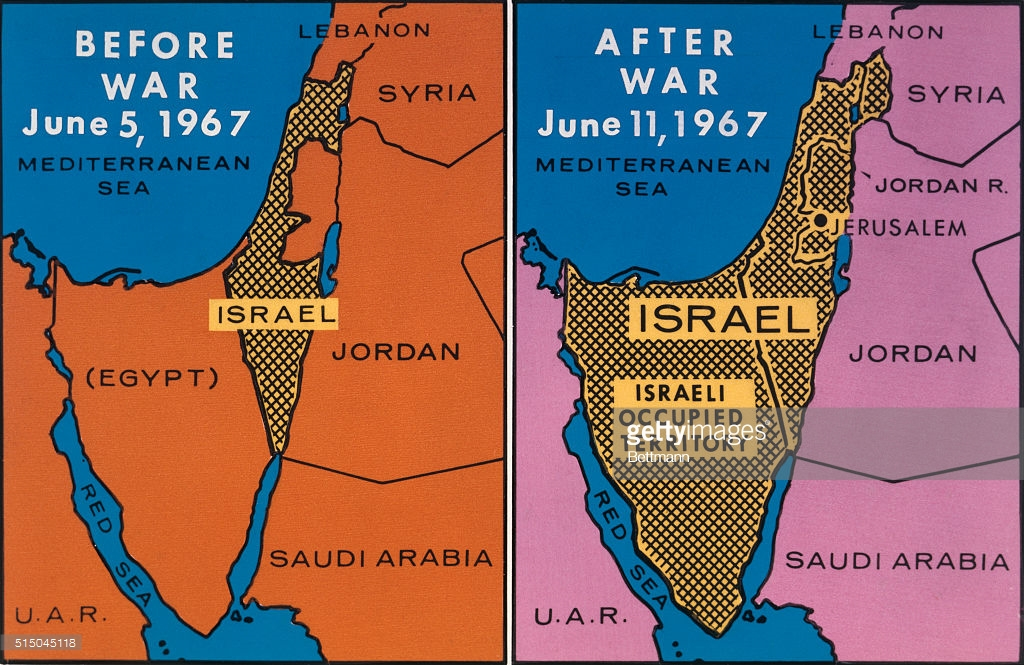 BEFORE
WAR
June 5, 1967
MEDITERRANEAN
SEA
LEBANON
SYRIA
ISRAEL
JORDAN
(EGYPT)
RED SEA
SAUDI ARABIA
U.A.R.
515045118
AFTER
WAR
June 11, 1967
MEDITERRANEAN
SEA
LEBANON
SYRIA
JORDAN R.
JERUSALEM
ISRAEL
JORDAN
ISRAELI
OCCUPIED
TERRITORY
gettyimages
Bettmann
RED SEA
SAUDI ARABIA
U.A.R.